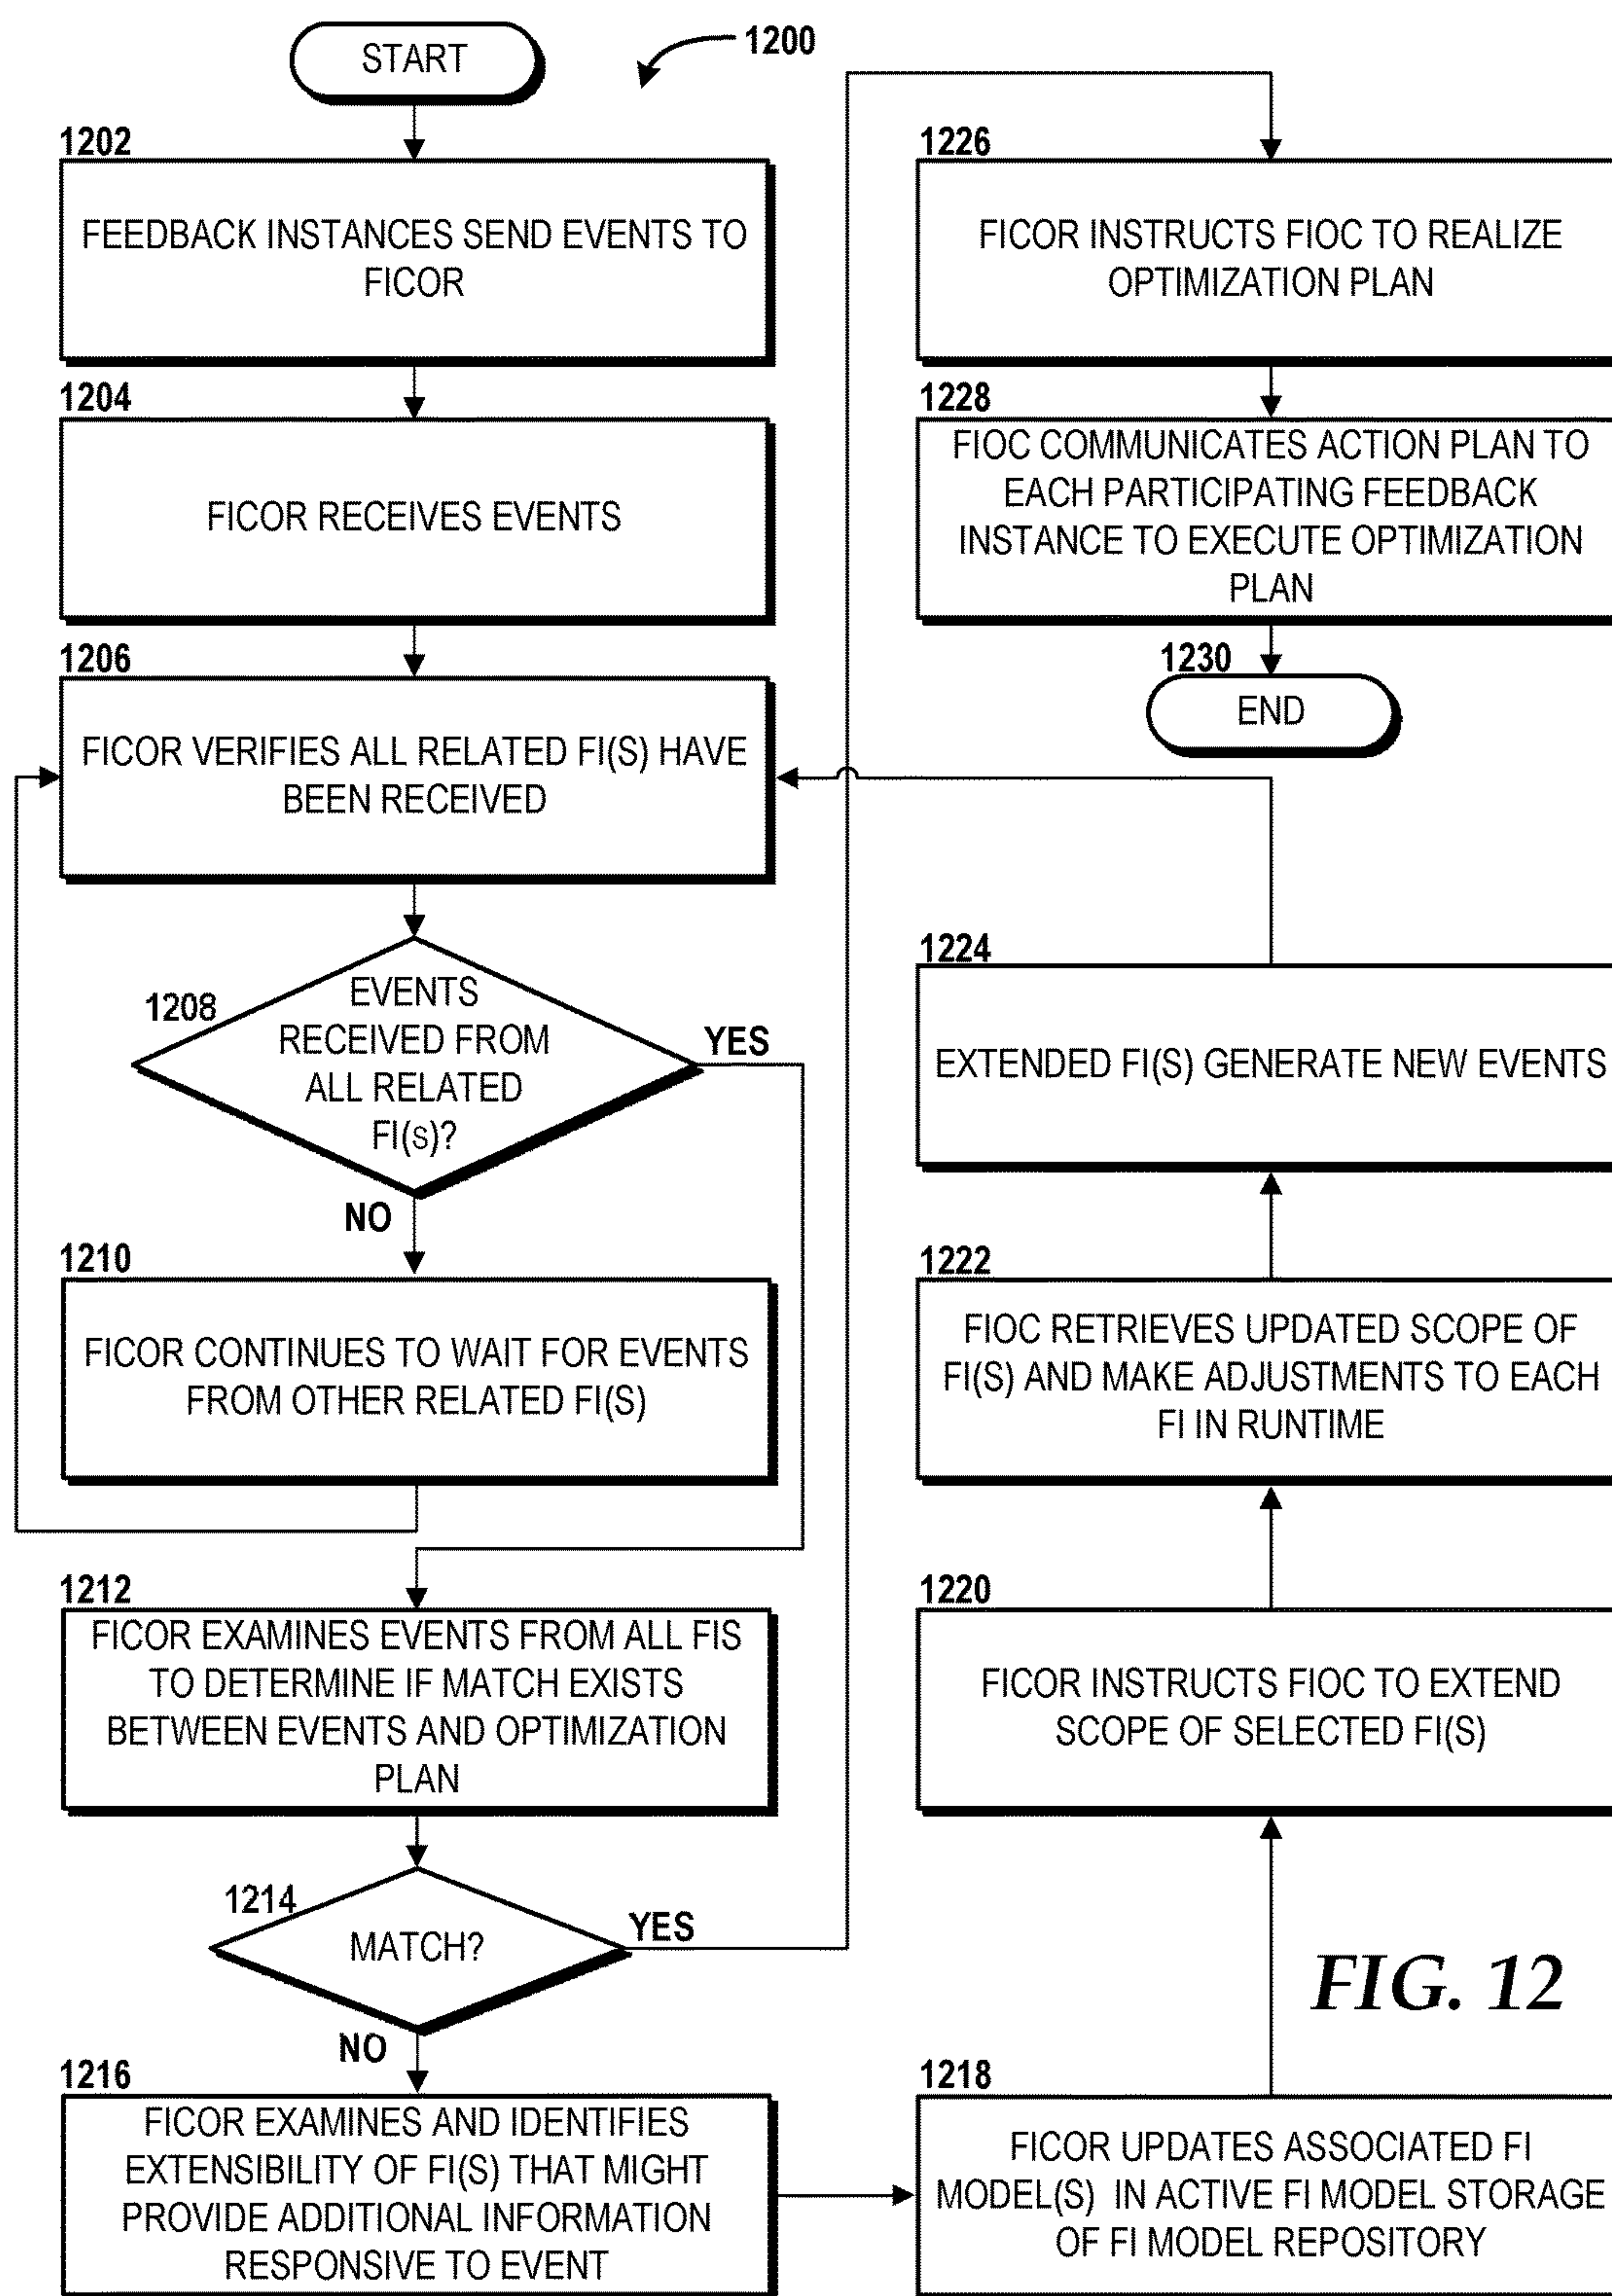 START
1200
1202
FEEDBACK INSTANCES SEND EVENTS TO
FICOR
1204
FICOR RECEIVES EVENTS
1206
FICOR VERIFIES ALL RELATED FI(S) HAVE
BEEN RECEIVED
1208
EVENTS
RECEIVED FROM
ALL RELATED
FI(S)?
YES
NO
1210
FICOR CONTINUES TO WAIT FOR EVENTS
FROM OTHER RELATED FI(S)
1212
FICOR EXAMINES EVENTS FROM ALL FIS
TO DETERMINE IF MATCH EXISTS
BETWEEN EVENTS AND OPTIMIZATION
PLAN
1214
MATCH?
YES
NO
1216
FICOR EXAMINES AND IDENTIFIES
EXTENSIBILITY OF FI(S) THAT MIGHT
PROVIDE ADDITIONAL INFORMATION
RESPONSIVE TO EVENT
1218
FICOR UPDATES ASSOCIATED FI
MODEL(S) IN ACTIVE FI MODEL STORAGE
OF FI MODEL REPOSITORY
1220
FICOR INSTRUCTS FIOC TO EXTEND
SCOPE OF SELECTED FI(S)
1222
FIOC RETRIEVES UPDATED SCOPE OF
FI(S) AND MAKE ADJUSTMENTS TO EACH
FI IN RUNTIME
1224
EXTENDED FI(S) GENERATE NEW EVENTS
1226
FICOR INSTRUCTS FIOC TO REALIZE
OPTIMIZATION PLAN
1228
FIOC COMMUNICATES ACTION PLAN TO
EACH PARTICIPATING FEEDBACK
INSTANCE TO EXECUTE OPTIMIZATION
PLAN
1230
END
FIG. 12